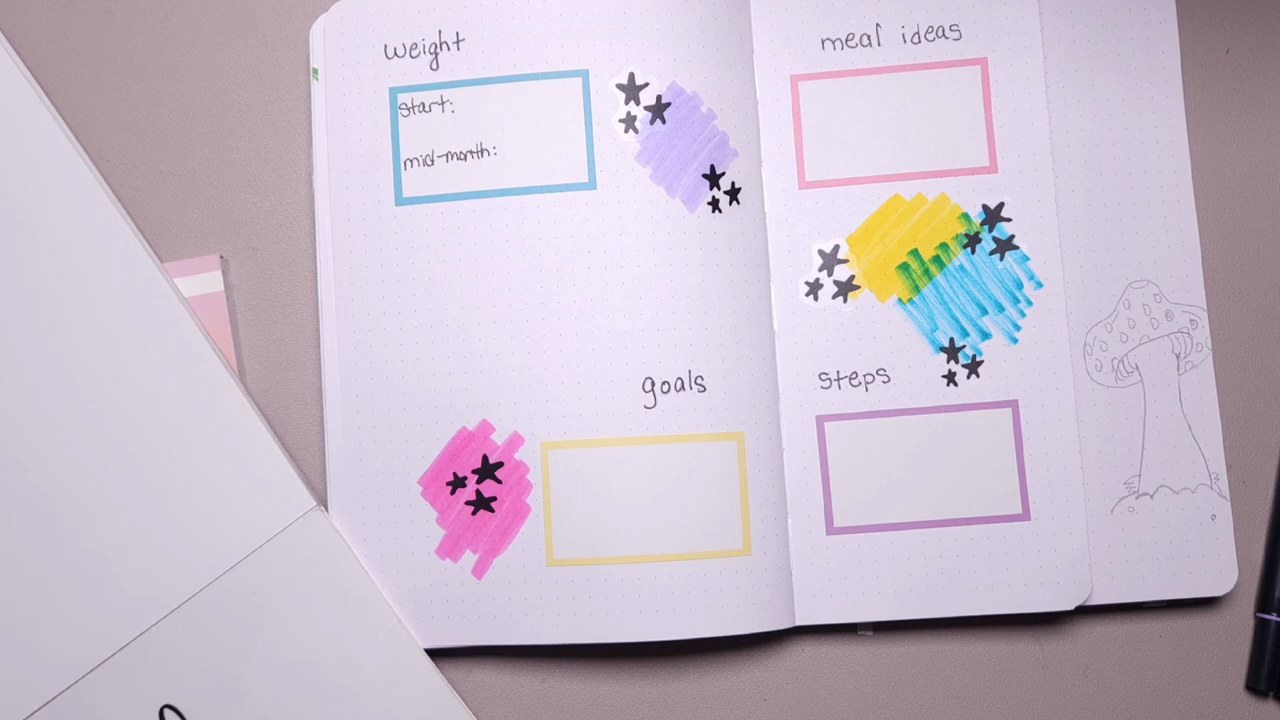 weight
start:
mid-month:
goals
meal ideas
steps